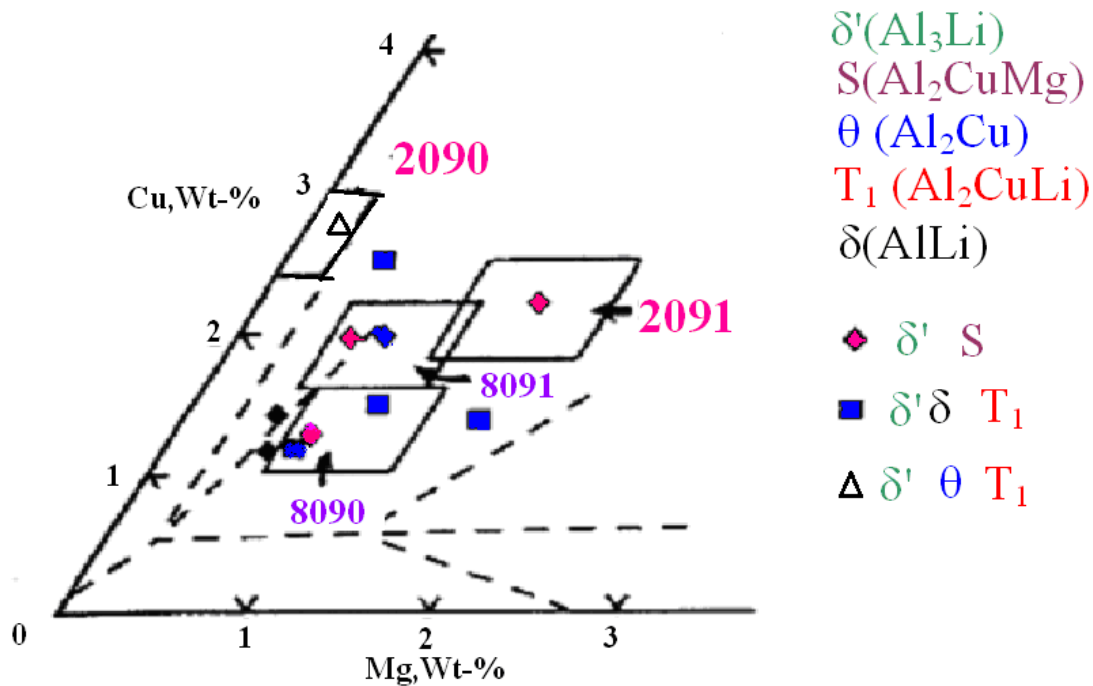 4
3
2
1
0
1
2
3
Cu,Wt-%
Mg,Wt-%
2090
2091
8091
8090
δ'(Al₃Li)
S(Al₂CuMg)
θ (Al₂Cu)
T₁ (Al₂CuLi)
δ(AlLi)
δ' S
δ'δ T₁
δ' θ T₁